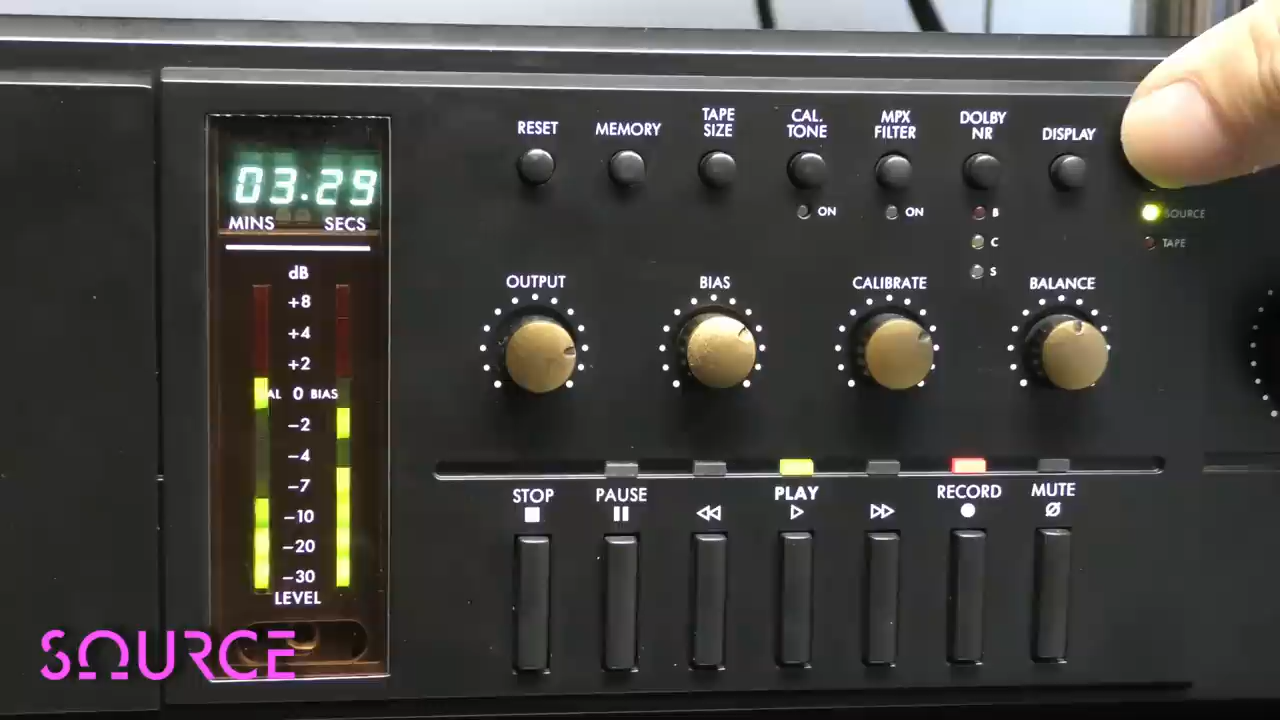 RESET
MEMORY
TAPE
SIZE
CAL.
TONE
MPX
FILTER
DOLBY
NR
DISPLAY
ON
ON
B
C
S
SOURCE
TAPE
03.29
MINS SECS
dB
+8
+4
+2
0 BIAS
-2
-4
-7
-10
-20
-30
LEVEL
OUTPUT
BIAS
CALIBRATE
BALANCE
STOP
PAUSE
PLAY
RECORD
MUTE
SOURCE